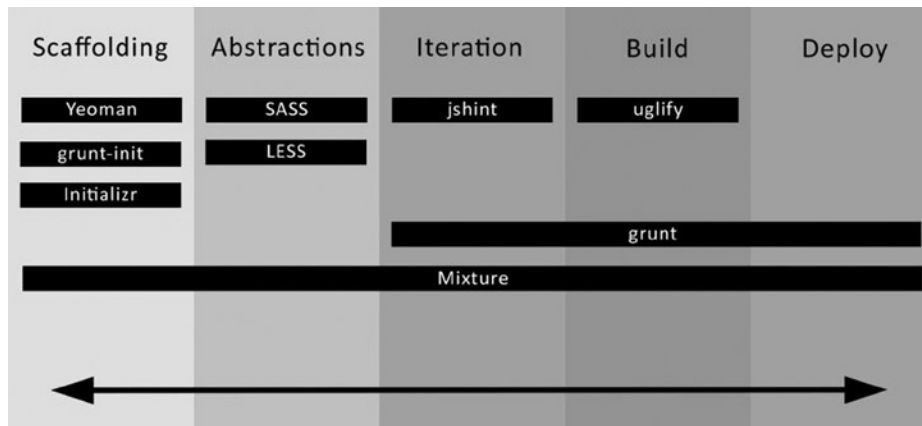 Scaffolding Abstractions Iteration Build Deploy
Yeoman SASS jshint uglify
grunt-init LESS
Initializr
grunt
Mixture